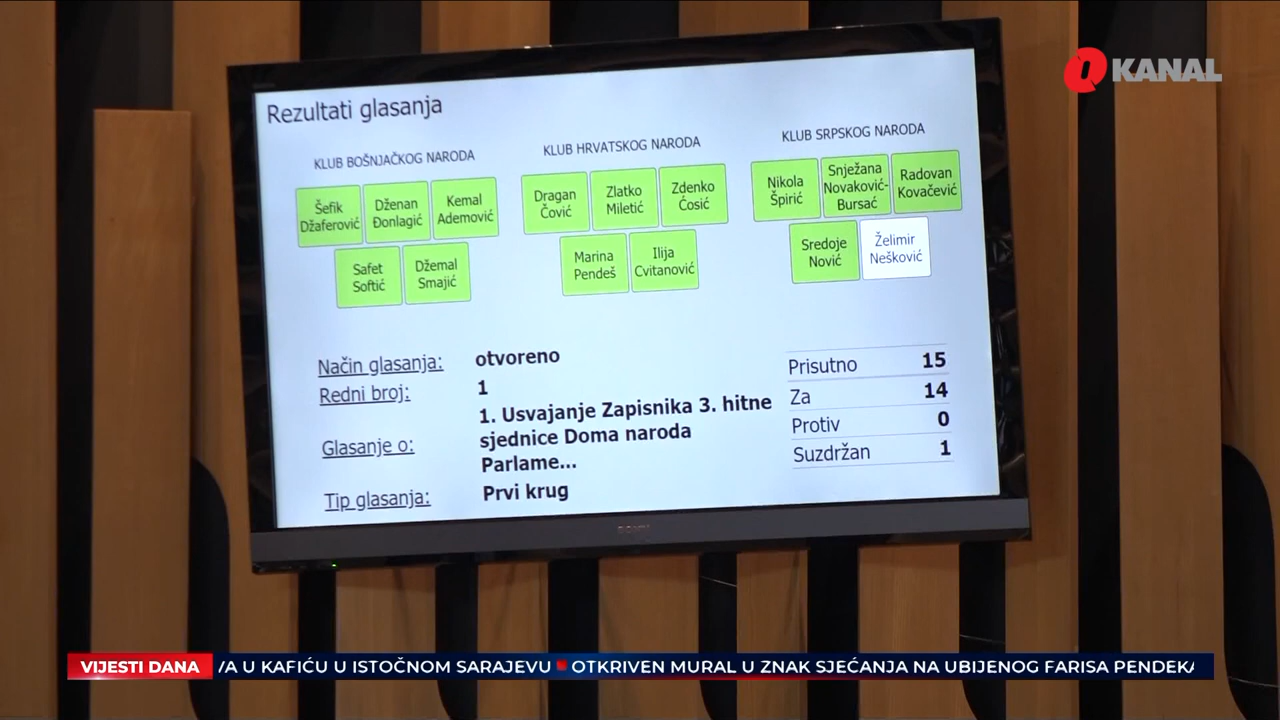 Q KANAL
Rezultati glasanja
KLUB BOŠNJAČKOG NARODA
Šefik
Džaferović
Dženan
Đonlagić
Kemal
Ademović
Safet
Softić
Džemal
Smajić
KLUB HRVATSKOG NARODA
Dragan
Čović
Zlatko
Miletić
Zdenko
Ćosić
Marina
Pendeš
Ilija
Cvitanović
KLUB SRPSKOG NARODA
Nikola
Špirić
Snježana
Novaković-
Bursać
Radovan
Kovačević
Sredoje
Nović
Želimir
Nešković
Način glasanja: otvoreno
Redni broj: 1
Glasanje o: 1. Usvajanje Zapisnika 3. hitne
sjednice Doma naroda
Parlame...
Tip glasanja: Prvi krug
Prisutno 15
Za 14
Protiv 0
Suzdržan 1
SONY
VIJESTI DANA VA U KAFIĆU U ISTOČNOM SARAJEVU OTKRIVEN MURAL U ZNAK SJEĆANJA NA UBIJENOG FARISA PENDEKA